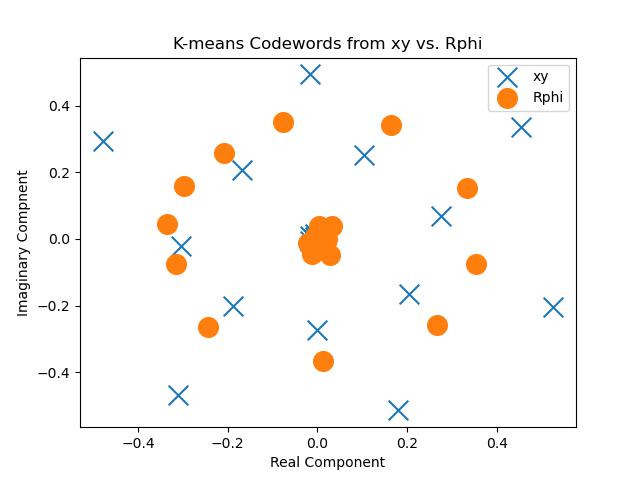 K-means Codewords from xy vs. Rphi
xy
Rphi
0.4
0.2
0.0
−0.2
−0.4
Imaginary Compnent
−0.4
−0.2
0.0
0.2
0.4
Real Component